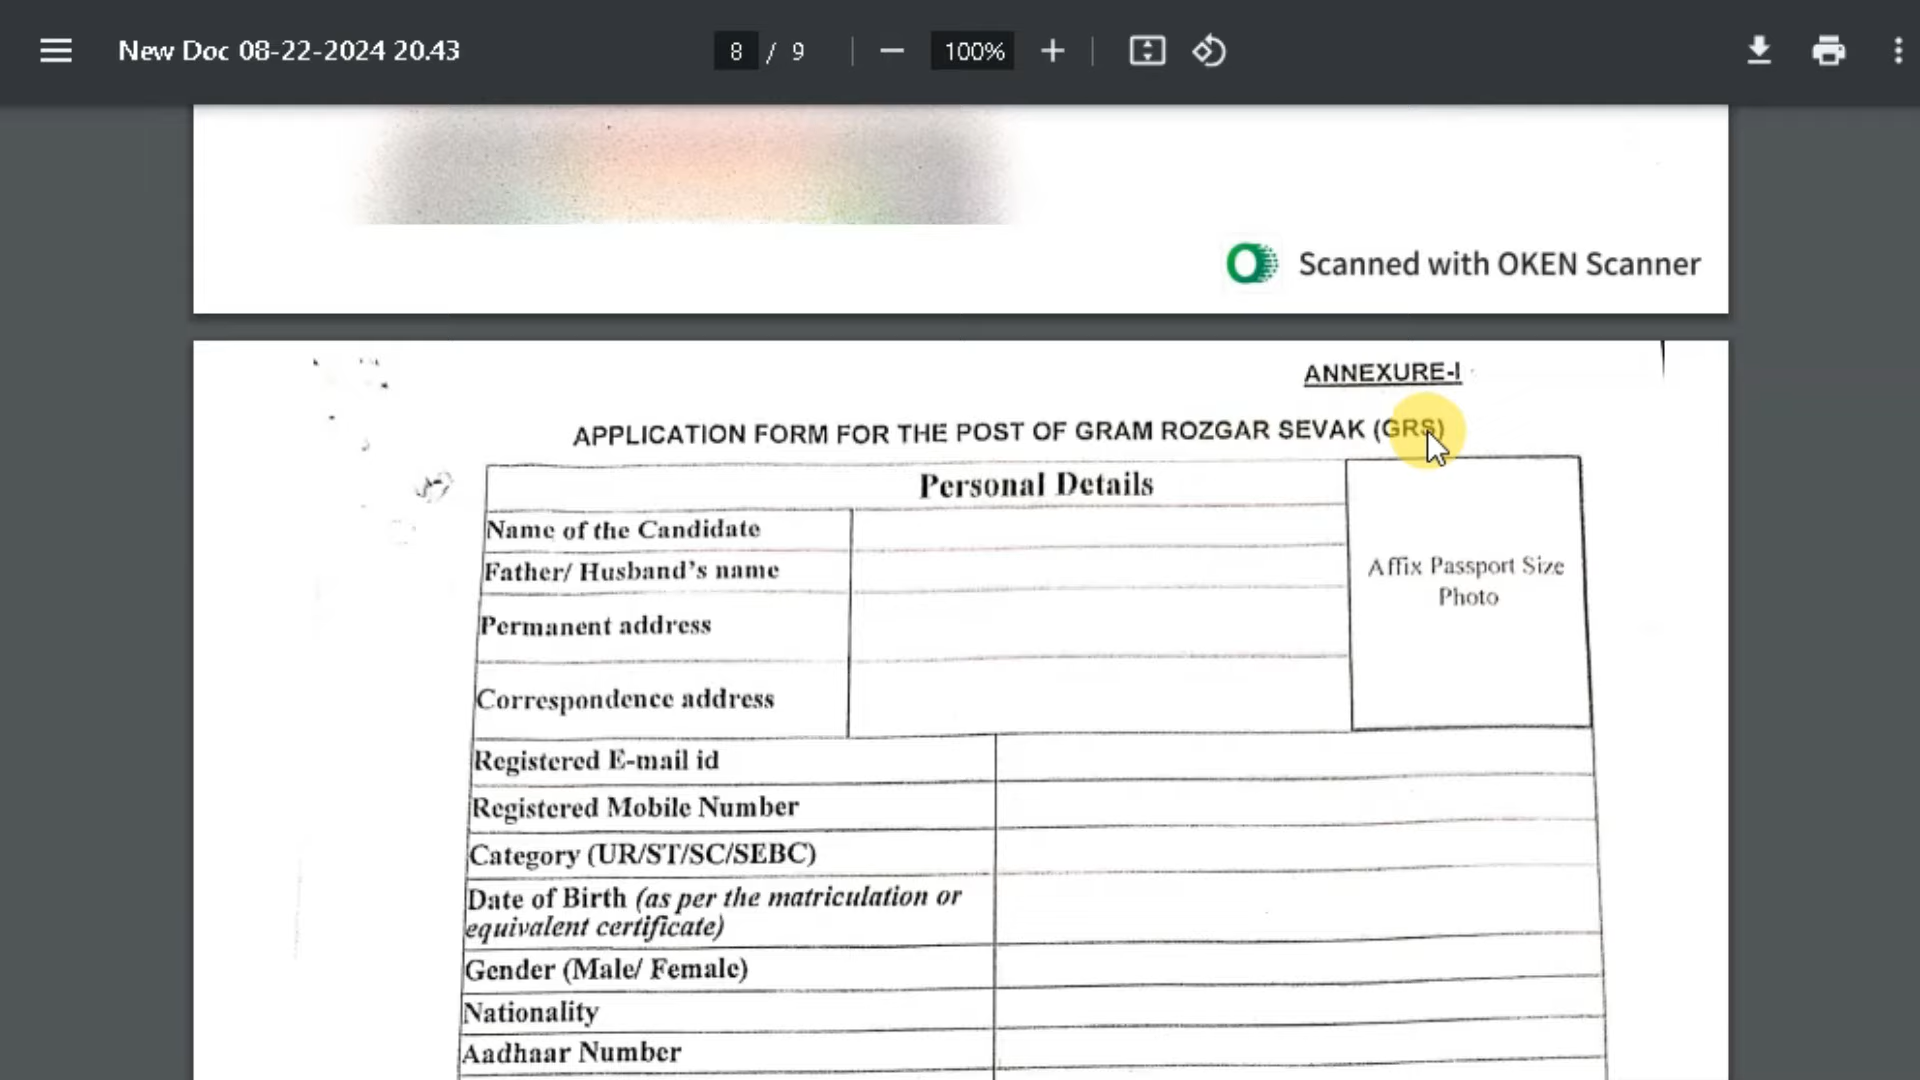 New Doc 08-22-2024 20.43
8 / 9
100%
Scanned with OKEN Scanner
ANNEXURE-I
APPLICATION FORM FOR THE POST OF GRAM ROZGAR SEVAK (GRS)
Personal Details
Name of the Candidate
Father/ Husband's name
Affix Passport Size
Photo
Permanent address
Correspondence address
Registered E-mail id
Registered Mobile Number
Category (UR/ST/SC/SEBC)
Date of Birth (as per the matriculation or
equivalent certificate)
Gender (Male/ Female)
Nationality
Aadhaar Number